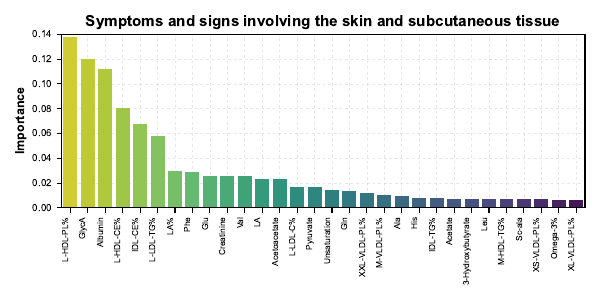 Symptoms and signs involving the skin and subcutaneous tissue
Importance
0.14
0.12
0.10
0.08
0.06
0.04
0.02
0.00
L-HDL-PL%
GlycA
Albumin
L-HDL-CE%
IDL-CE%
L-LDL-TG%
LA%
Phe
Glu
Creatinine
Val
LA
Acetoacetate
L-LDL-C%
Pyruvate
Unsaturation
Gln
XXL-VLDL-PL%
M-VLDL-PL%
Ala
His
IDL-TG%
Acetate
3-Hydroxybutyrate
Leu
M-HDL-TG%
XS-VLDL-PL%
Omega-3%
XL-VLDL-PL%